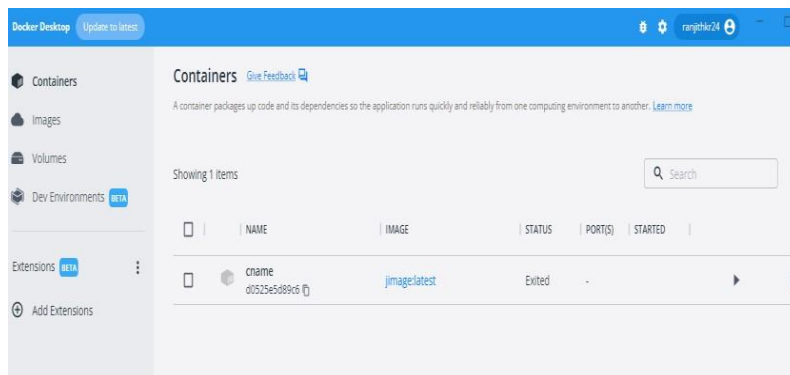 Docker Desktop Update to latest ranjithkr24
Containers
Images
Volumes
Dev Environments BETA
Extensions BETA
Add Extensions
Containers Give Feedback
A container packages up code and its dependencies so the application runs quickly and reliably from one computing environment to another. Learn more
Showing 1 items
Search
NAME IMAGE STATUS PORT(S) STARTED
cname jimage:latest Exited -
d0525e5d89c6